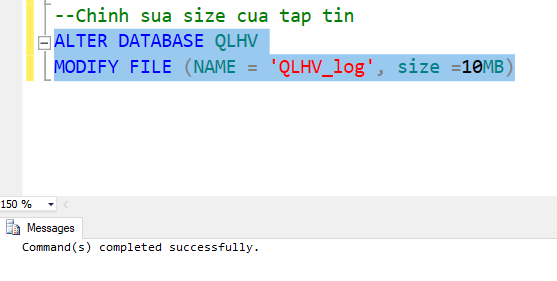 --Chinh sua size cua tap tin
ALTER DATABASE QLHV
MODIFY FILE (NAME = 'QLHV_log', size =10MB)
150 %
Messages
Command(s) completed successfully.